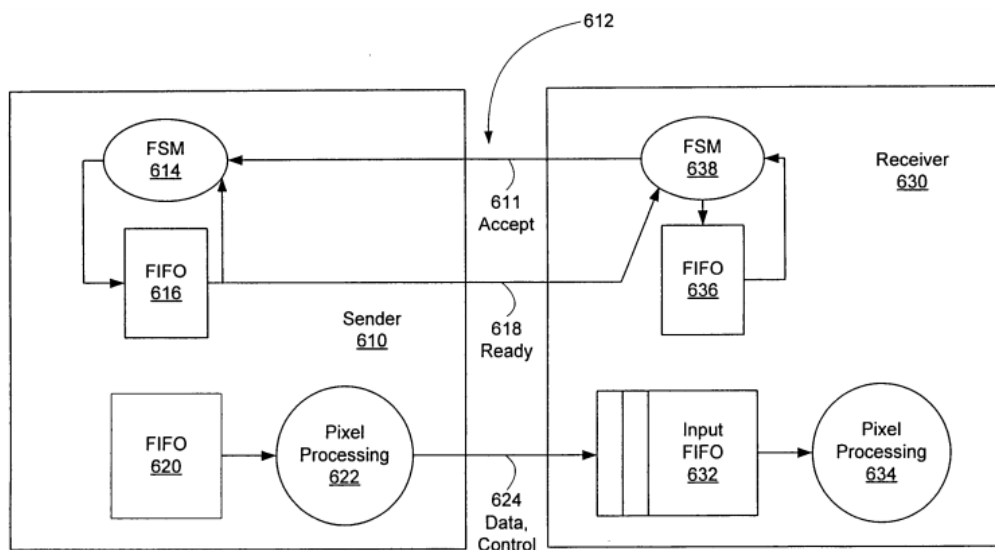 612
FSM
614
FSM
638
Receiver
630
611
Accept
FIFO
616
FIFO
636
Sender
610
618
Ready
FIFO
620
Pixel
Processing
622
Input
FIFO
632
Pixel
Processing
634
624
Data,
Control